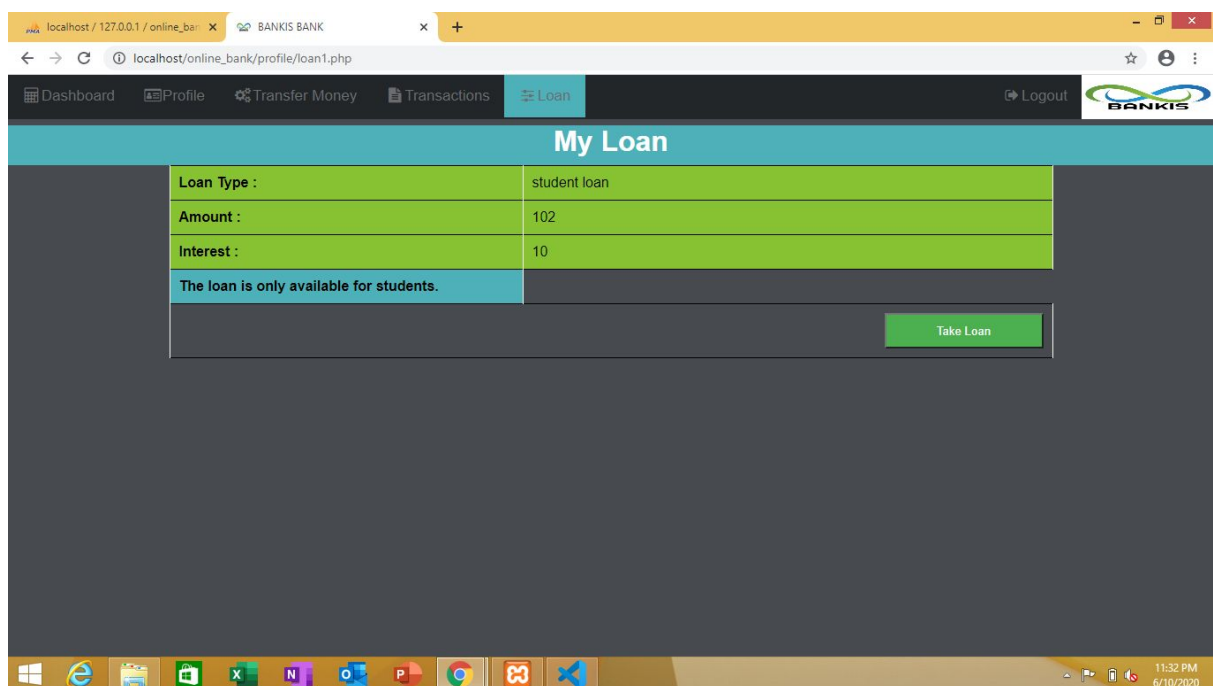 localhost / 127.0.0.1 / online_ban
BANKIS BANK
localhost/online_bank/profile/loan1.php
Dashboard Profile Transfer Money Transactions Loan Logout BANKIS
My Loan
Loan Type : student loan
Amount : 102
Interest : 10
The loan is only available for students.
Take Loan
11:32 PM
6/10/2020